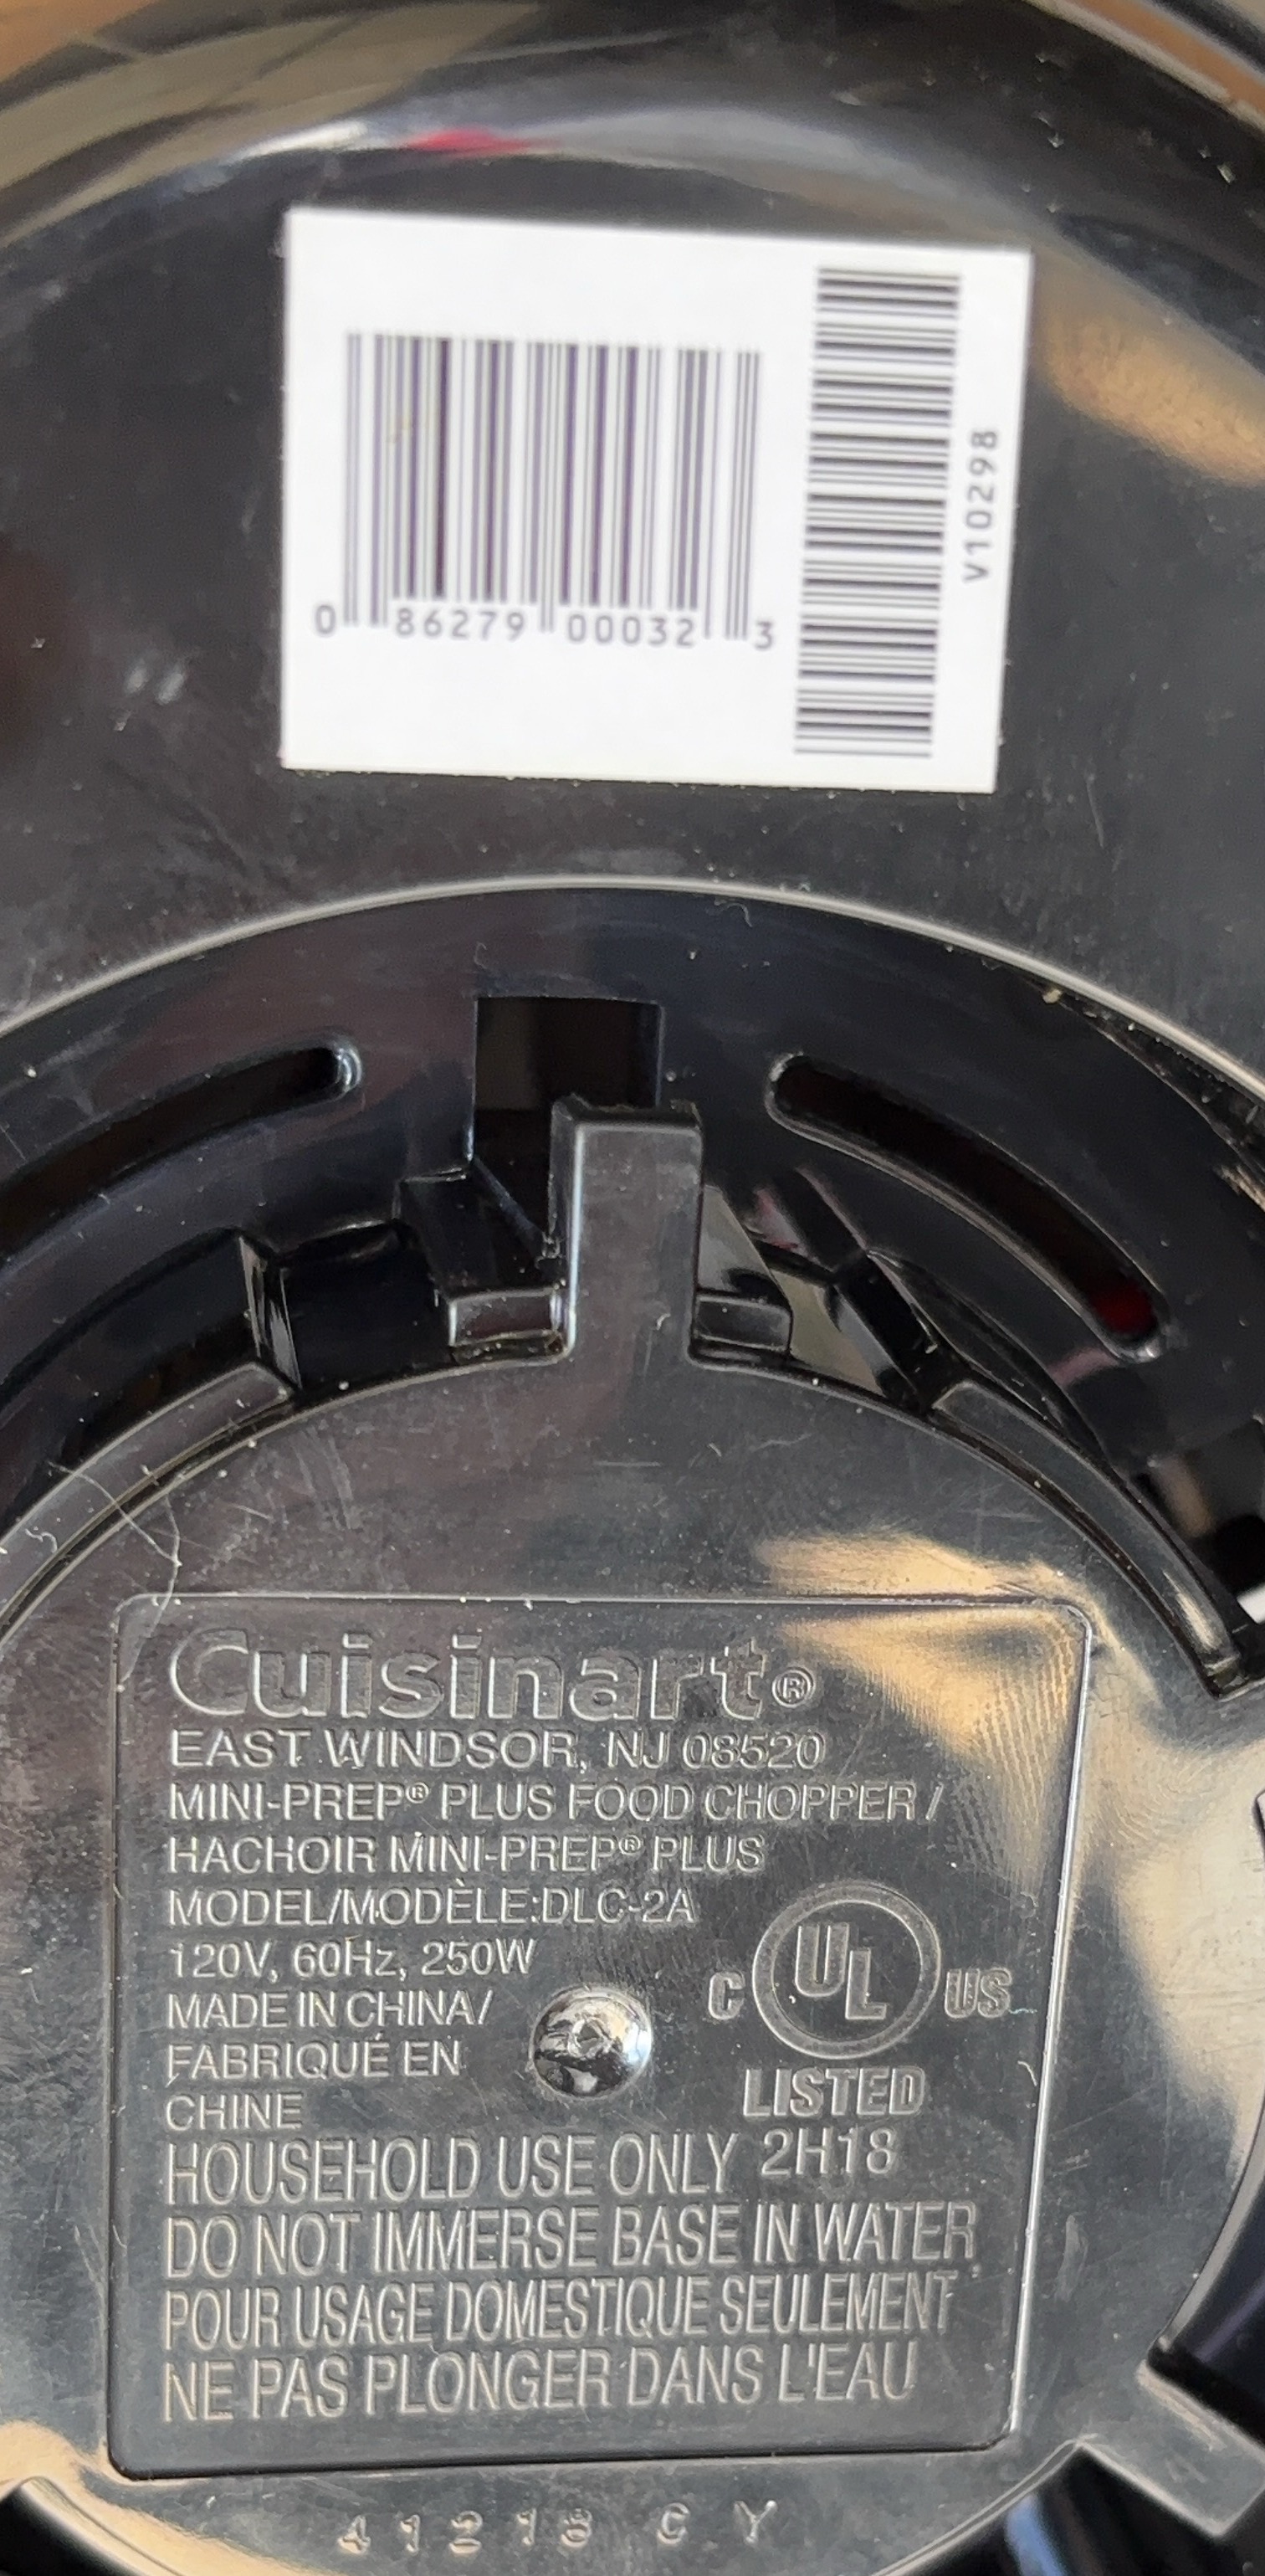 0 86279 00032 3
V10298
Cuisinart®
EAST WINDSOR, NJ 08520
MINI-PREP® PLUS FOOD CHOPPER /
HACHOIR MINI-PREP® PLUS
MODEL/MODÈLE:DLC-2A
120V, 60Hz, 250W
MADE IN CHINA/
FABRIQUÉ EN
CHINE
C UL US
LISTED
2H18
HOUSEHOLD USE ONLY
DO NOT IMMERSE BASE IN WATER
POUR USAGE DOMESTIQUE SEULEMENT
NE PAS PLONGER DANS L'EAU
41218 CY